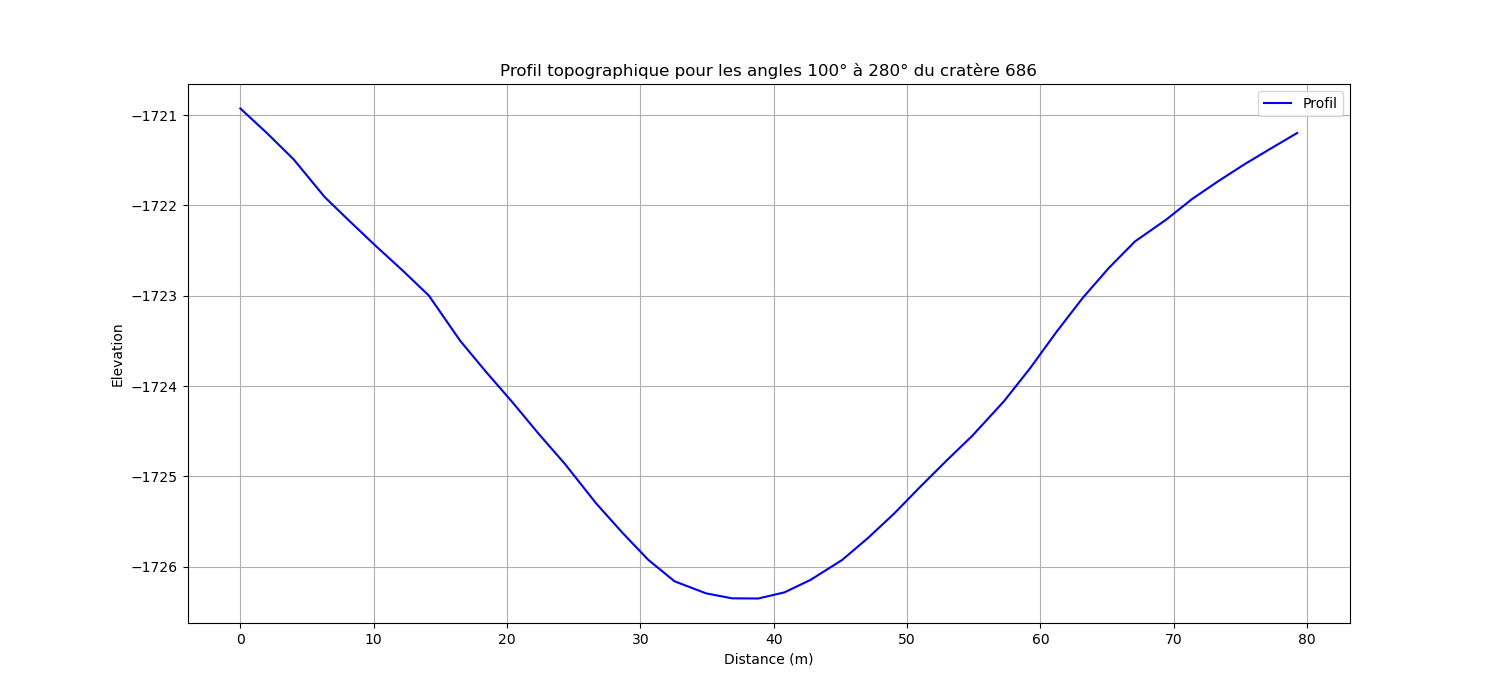 Profil topographique pour les angles 100° à 280° du cratère 686
Profil
−1721
−1722
−1723
−1724
−1725
−1726
Elevation
0 10 20 30 40 50 60 70 80
Distance (m)